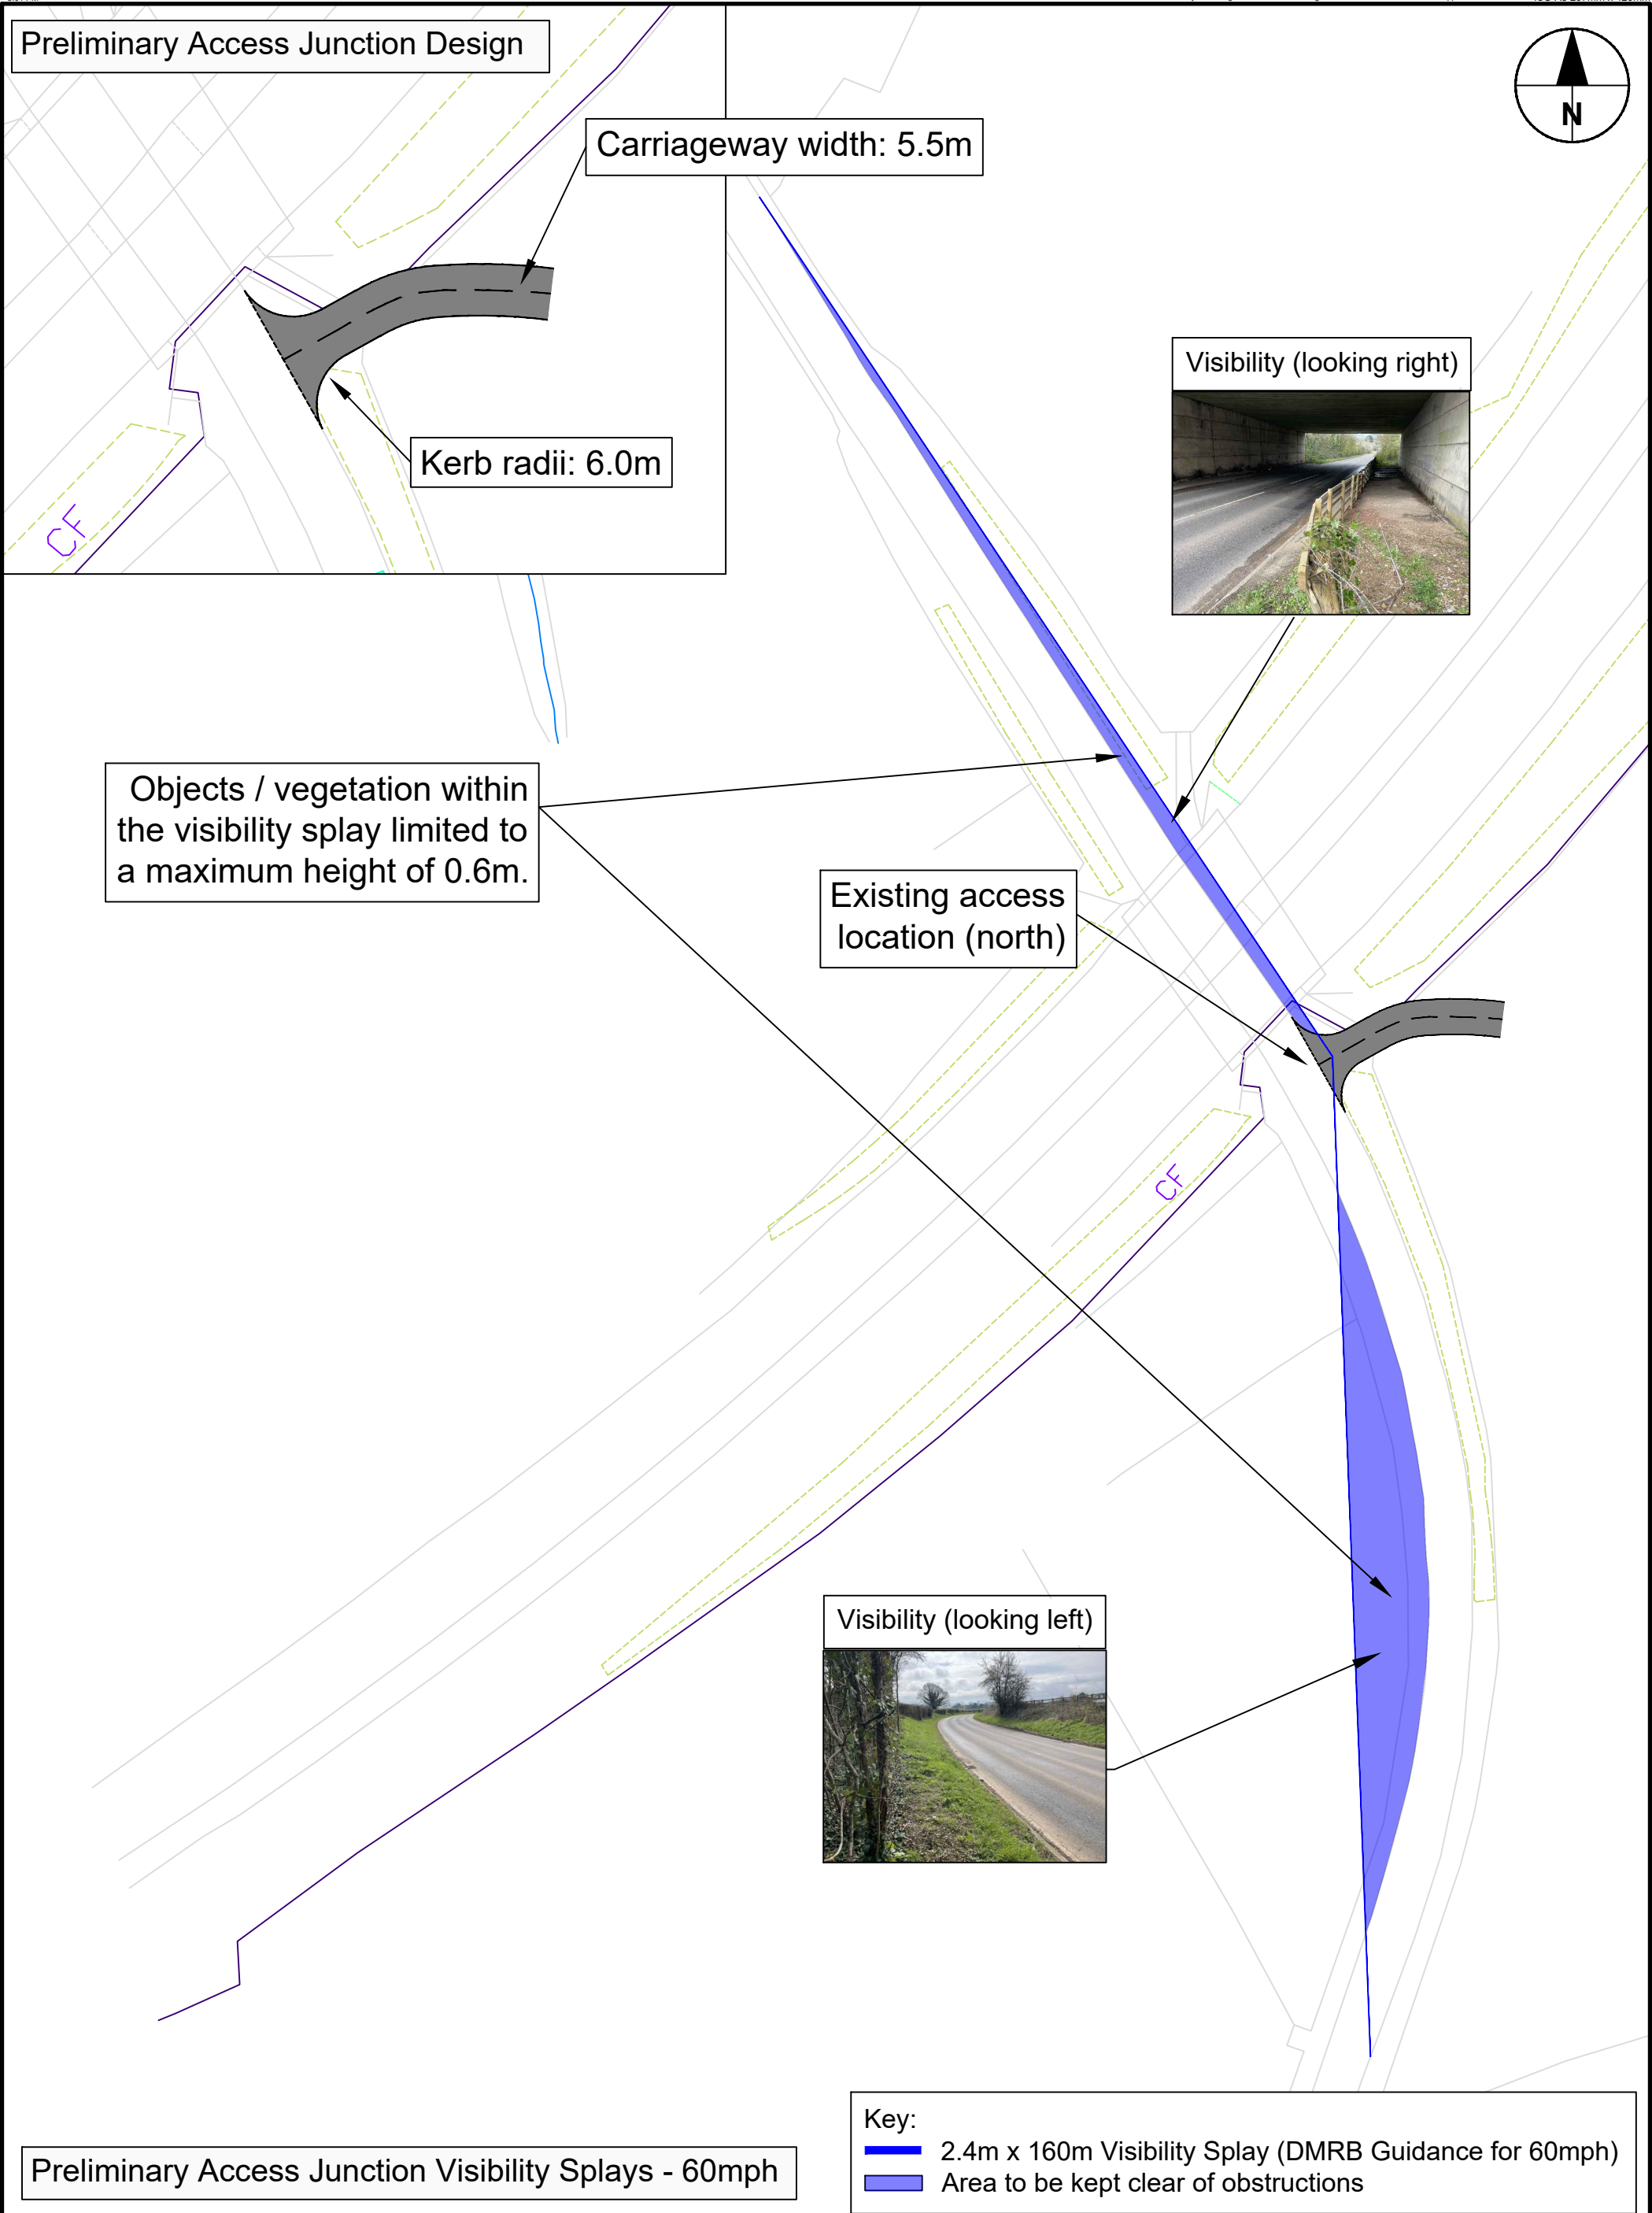 Preliminary Access Junction Design
N
Carriageway width: 5.5m
Visibility (looking right)
Kerb radii: 6.0m
CF
Objects / vegetation within
the visibility splay limited to
a maximum height of 0.6m.
Existing access
location (north)
CF
Visibility (looking left)
Key:
2.4m x 160m Visibility Splay (DMRB Guidance for 60mph)
Area to be kept clear of obstructions
Preliminary Access Junction Visibility Splays - 60mph